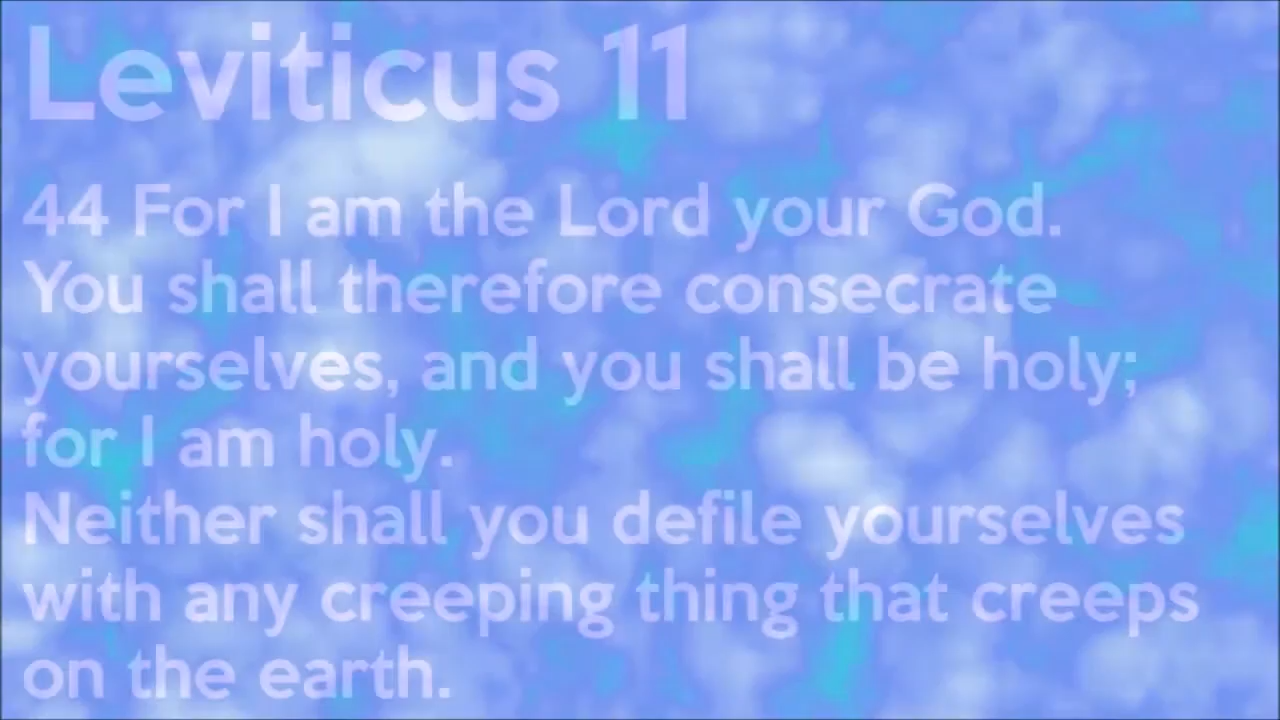 Leviticus 11
44 For I am the Lord your God.
You shall therefore consecrate
yourselves, and you shall be holy;
for I am holy.
Neither shall you defile yourselves
with any creeping thing that creeps
on the earth.